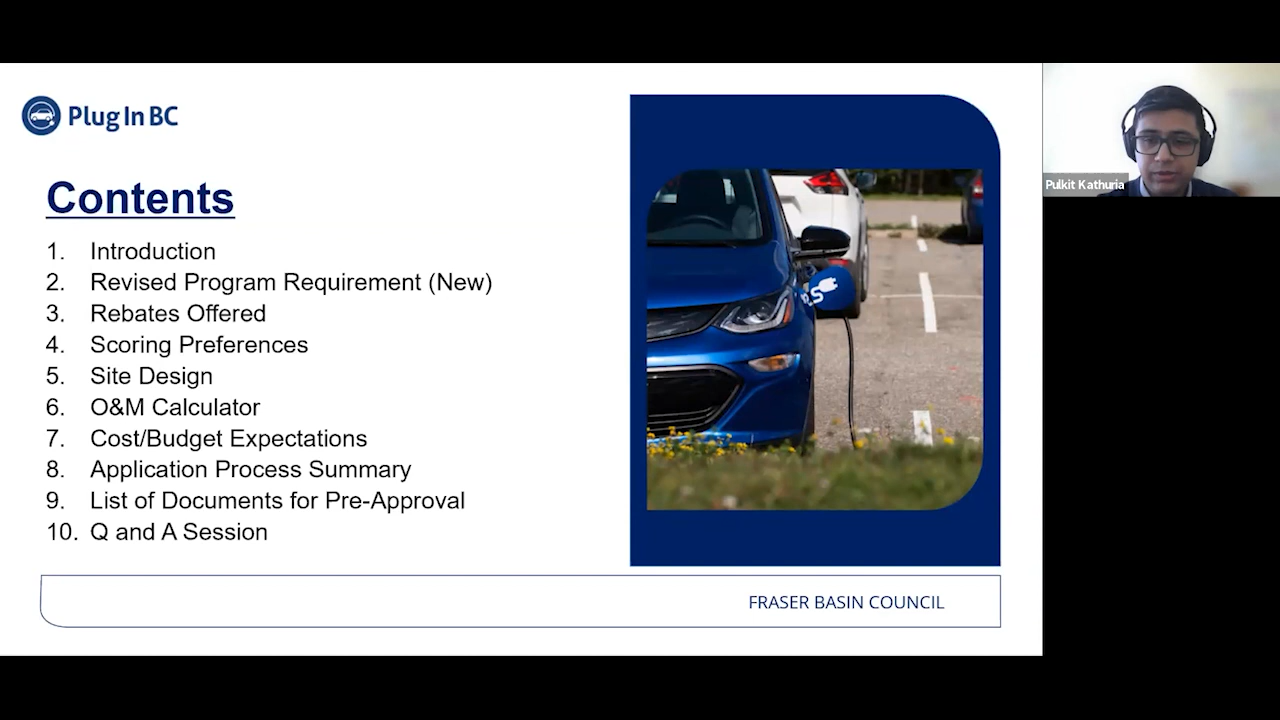 Plug In BC
Contents
1. Introduction
2. Revised Program Requirement (New)
3. Rebates Offered
4. Scoring Preferences
5. Site Design
6. O&M Calculator
7. Cost/Budget Expectations
8. Application Process Summary
9. List of Documents for Pre-Approval
10. Q and A Session
FRASER BASIN COUNCIL
Pulkit Kathuria